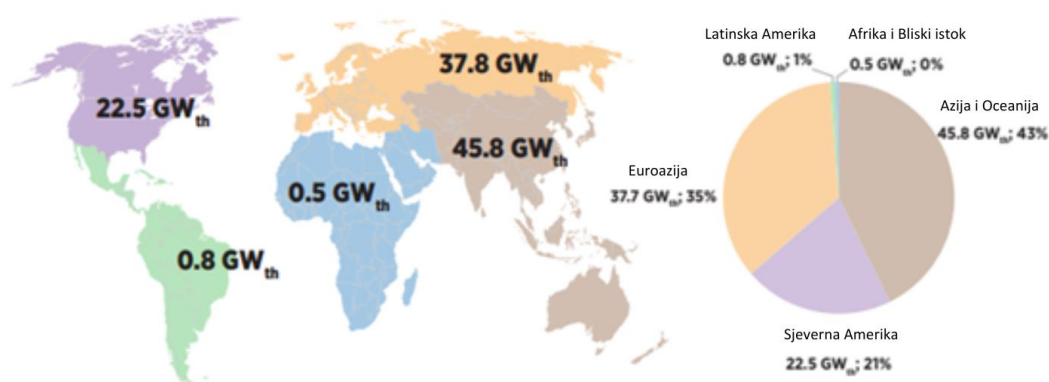 22.5 GWth
37.8 GWth
45.8 GWth
0.5 GWth
0.8 GWth
Latinska Amerika
0.8 GWth; 1%
Afrika i Bliski istok
0.5 GWth; 0%
Azija i Oceanija
45.8 GWth; 43%
Euroazija
37.7 GWth; 35%
Sjeverna Amerika
22.5 GWth; 21%